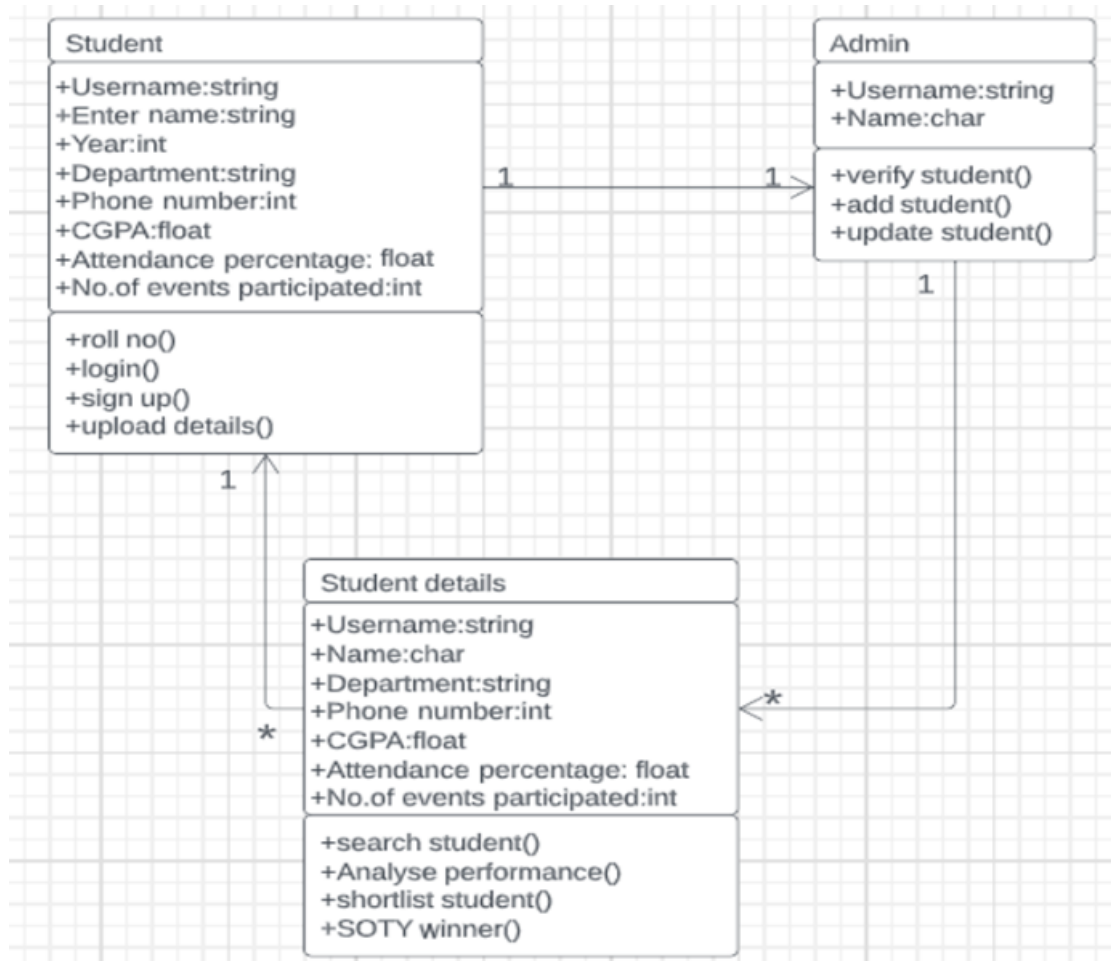 Student
+Username:string
+Enter name:string
+Year:int
+Department:string
+Phone number:int
+CGPA:float
+Attendance percentage: float
+No.of events participated:int
+roll no()
+login()
+sign up()
+upload details()
1
1
Admin
+Username:string
+Name:char
+verify student()
+add student()
+update student()
1
1
*
*
Student details
+Username:string
+Name:char
+Department:string
+Phone number:int
+CGPA:float
+Attendance percentage: float
+No.of events participated:int
+search student()
+Analyse performance()
+shortlist student()
+SOTY winner()